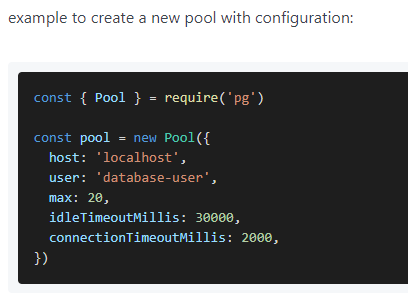 example to create a new pool with configuration:
const { Pool } = require('pg')
const pool = new Pool({
  host: 'localhost',
  user: 'database-user',
  max: 20,
  idleTimeoutMillis: 30000,
  connectionTimeoutMillis: 2000,
})